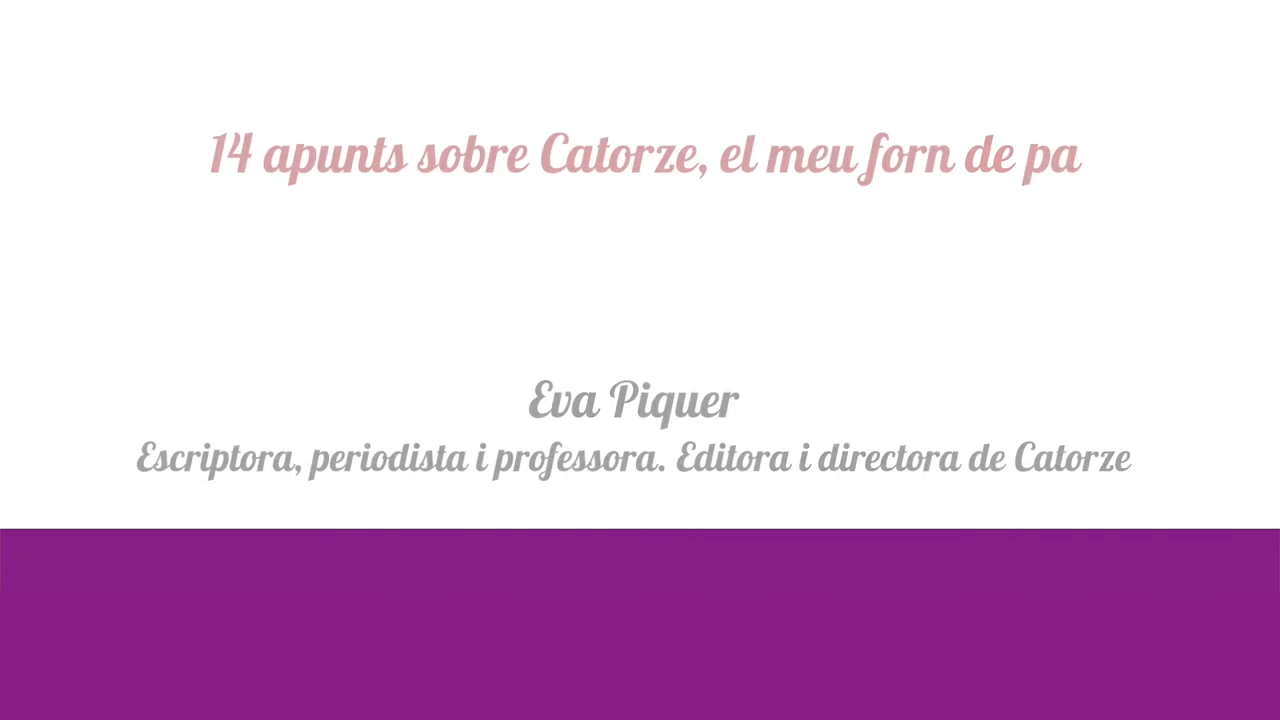 14 apunts sobre Catorze, el meu forn de pa
Eva Piquer
Escriptora, periodista i professora. Editora i directora de Catorze